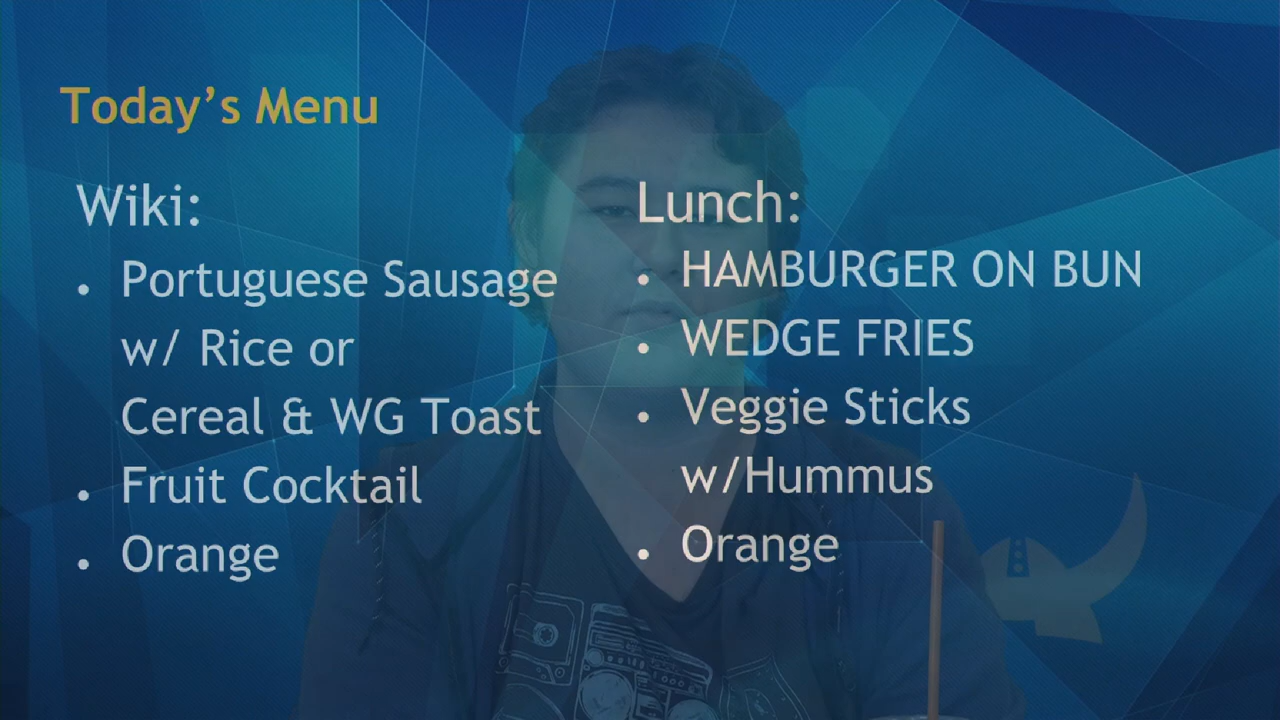 Today's Menu
Wiki:
• Portuguese Sausage
w/ Rice or
Cereal & WG Toast
• Fruit Cocktail
• Orange
Lunch:
• HAMBURGER ON BUN
• WEDGE FRIES
• Veggie Sticks
w/Hummus
• Orange